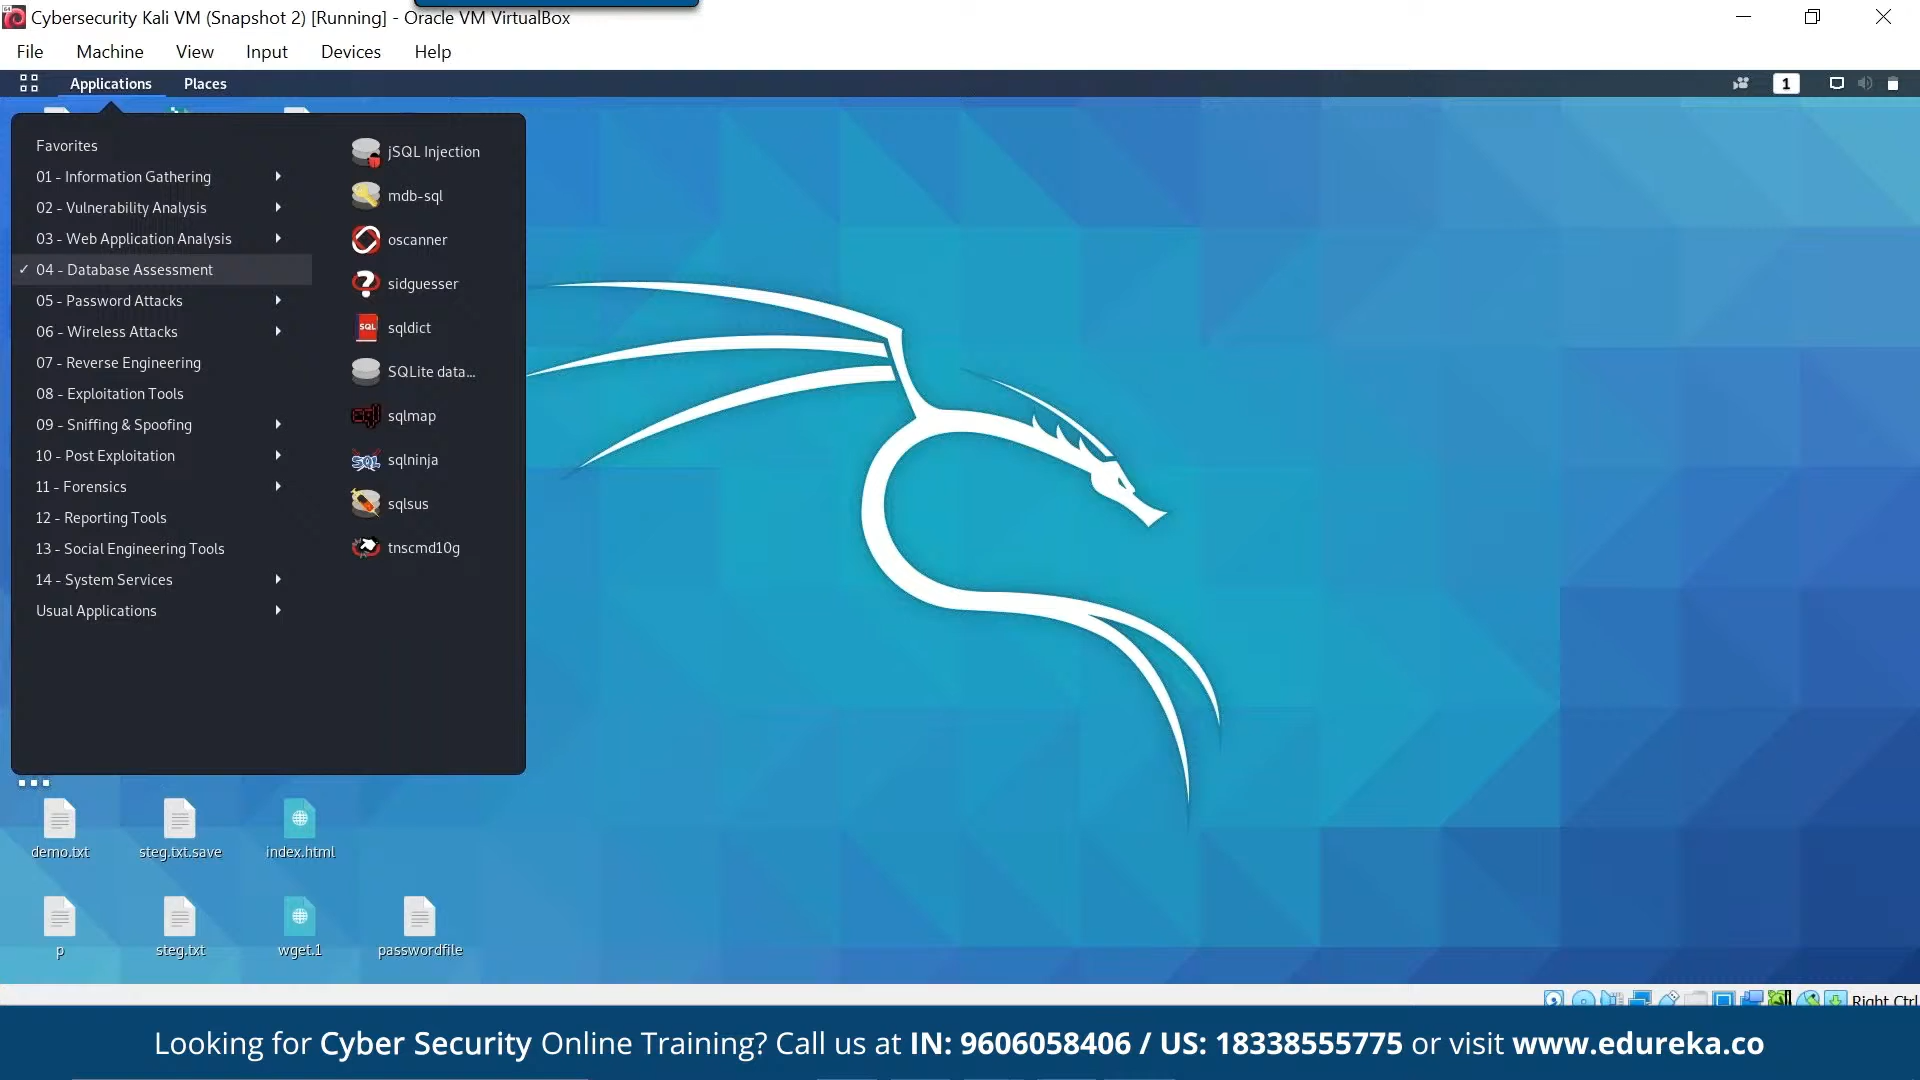 Cybersecurity Kali VM (Snapshot 2) [Running] - Oracle VM VirtualBox
File Machine View Input Devices Help
Applications Places
1
Favorites
01 - Information Gathering
02 - Vulnerability Analysis
03 - Web Application Analysis
✓ 04 - Database Assessment
05 - Password Attacks
06 - Wireless Attacks
07 - Reverse Engineering
08 - Exploitation Tools
09 - Sniffing & Spoofing
10 - Post Exploitation
11 - Forensics
12 - Reporting Tools
13 - Social Engineering Tools
14 - System Services
Usual Applications
jSQL Injection
mdb-sql
oscanner
sidguesser
SQL
sqldict
SQLite data...
sql
sqlmap
SQL
sqlninja
sqlsus
tnscmd10g
demo.txt
steg.txt.save
index.html
p
steg.txt
wget.1
passwordfile
Right Ctrl
Looking for Cyber Security Online Training? Call us at IN: 9606058406 / US: 18338555775 or visit www.edureka.co